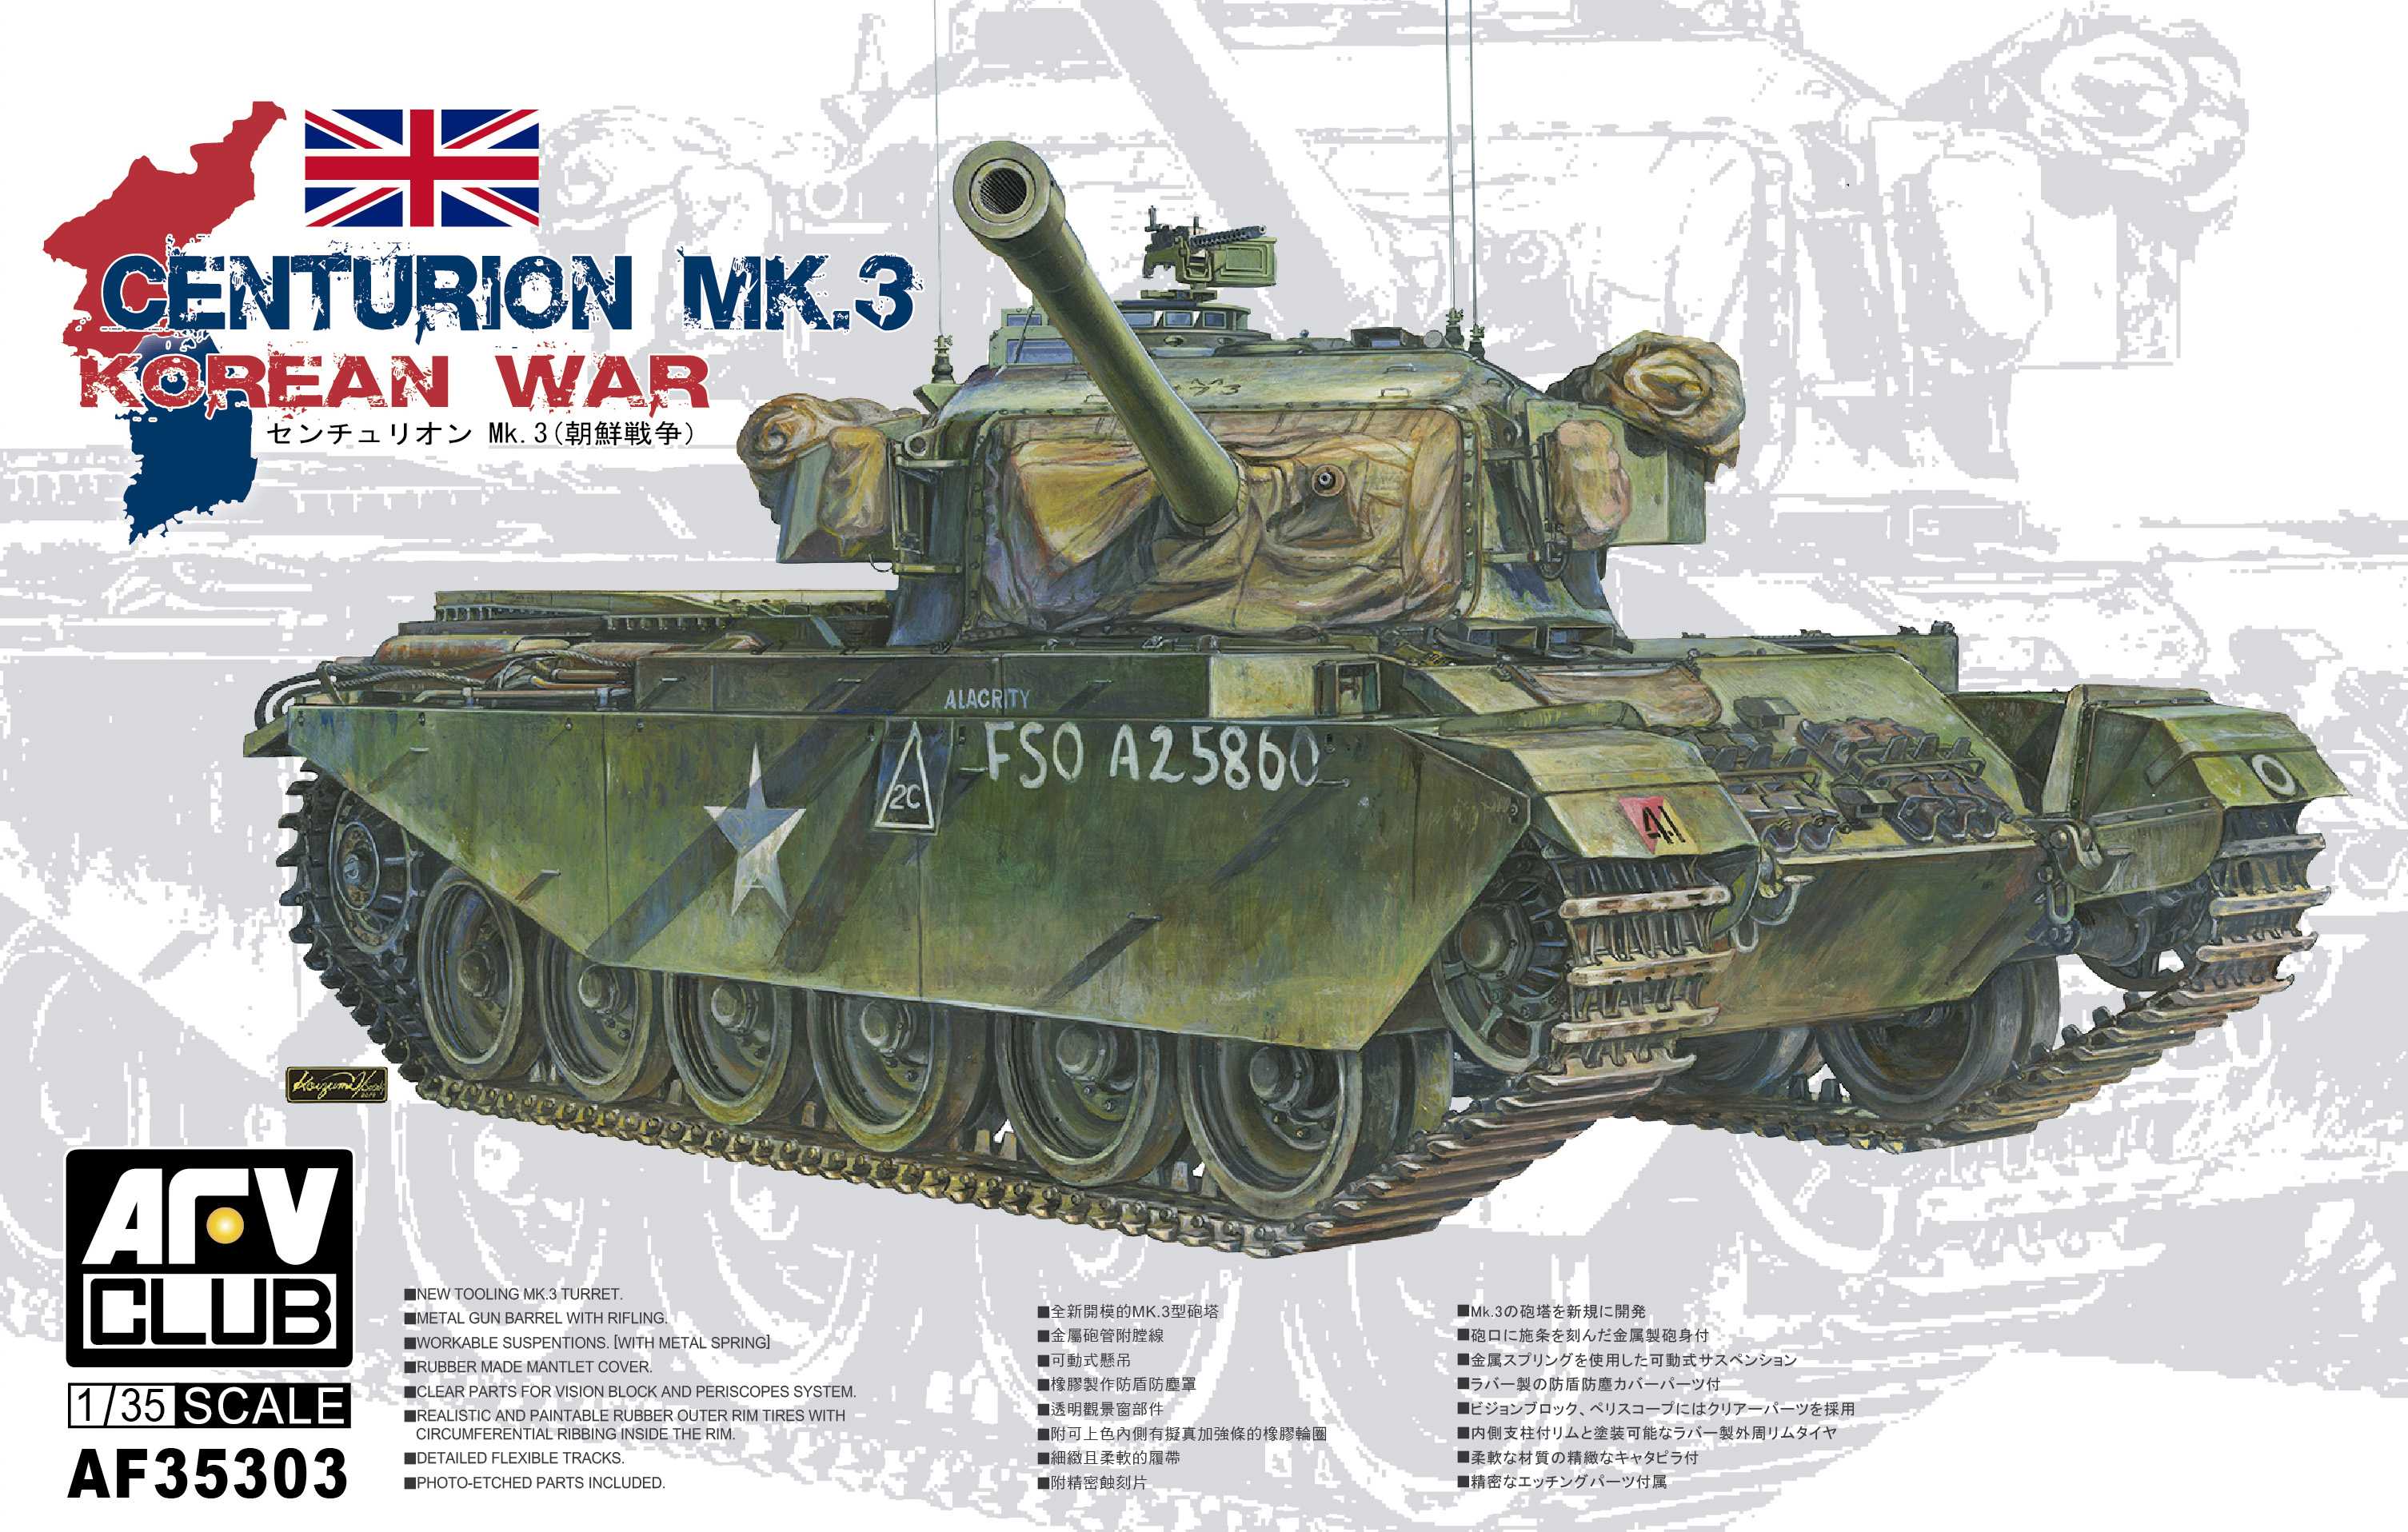 CENTURION MK.3
KOREAN WAR
センチュリオン Mk.3(朝鮮戦争)
M
73
ALACRITY
FSO A25860
2C
41
AFV
CLUB
1/35 SCALE
AF35303
■NEW TOOLING MK.3 TURRET.
■METAL GUN BARREL WITH RIFLING.
■WORKABLE SUSPENTIONS. [WITH METAL SPRING]
■RUBBER MADE MANTLET COVER.
■CLEAR PARTS FOR VISION BLOCK AND PERISCOPES SYSTEM.
■REALISTIC AND PAINTABLE RUBBER OUTER RIM TIRES WITH
CIRCUMFERENTIAL RIBBING INSIDE THE RIM.
■DETAILED FLEXIBLE TRACKS.
■PHOTO-ETCHED PARTS INCLUDED.
■全新開模的MK.3型砲塔
■金屬砲管附膛線
■可動式懸吊
■橡膠製作防盾防塵罩
■透明觀景窗部件
■附可上色內側有擬真加強條的橡膠輪圈
■細緻且柔軟的履帶
■附精密蝕刻片
■Mk.3の砲塔を新規に開発
■砲口に施条を刻んだ金属製砲身付
■金属スプリングを使用した可動式サスペンション
■ラバー製の防盾防塵カバーパーツ付
■ビジョンブロック、ペリスコープにはクリアーパーツを採用
■内側支柱付リムと塗装可能なラバー製外周リムタイヤ
■柔軟な材質の精緻なキャタピラ付
■精密なエッチングパーツ付属